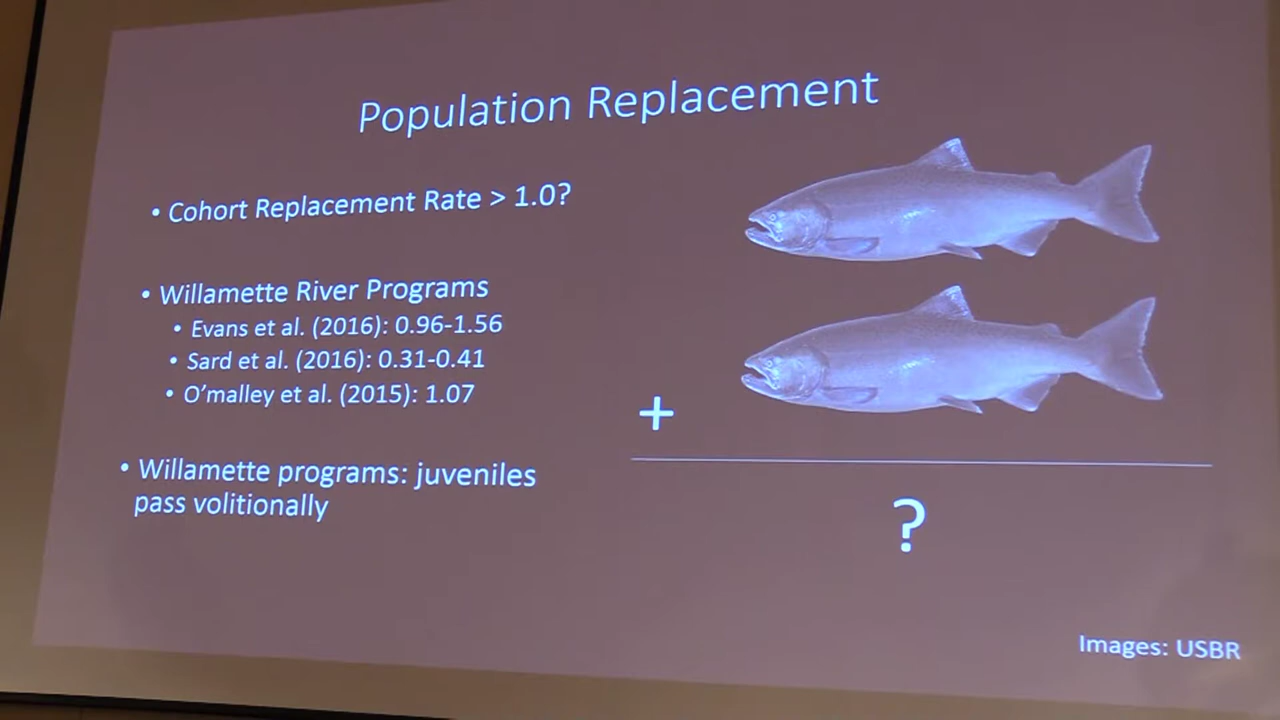 Population Replacement
• Cohort Replacement Rate > 1.0?
• Willamette River Programs
• Evans et al. (2016): 0.96-1.56
• Sard et al. (2016): 0.31-0.41
• O'malley et al. (2015): 1.07
• Willamette programs: juveniles
pass volitionally
+
?
Images: USBR